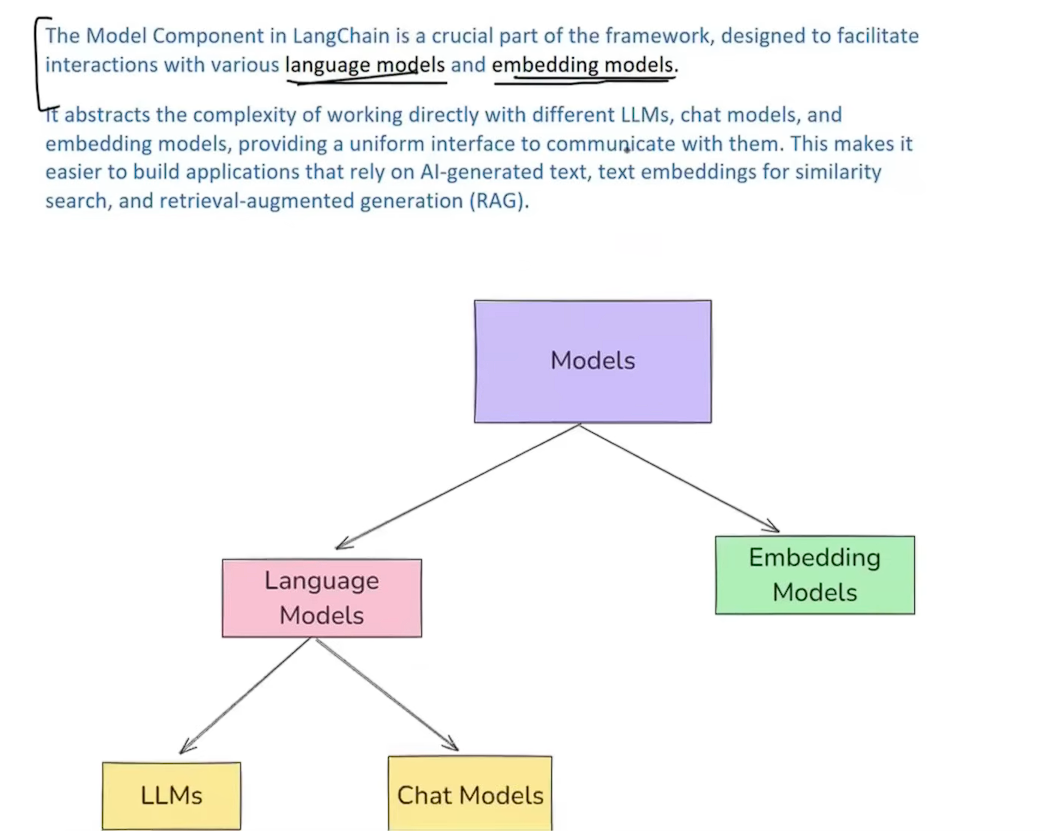 The Model Component in LangChain is a crucial part of the framework, designed to facilitate
interactions with various language models and embedding models.
It abstracts the complexity of working directly with different LLMs, chat models, and
embedding models, providing a uniform interface to communicate with them. This makes it
easier to build applications that rely on AI-generated text, text embeddings for similarity
search, and retrieval-augmented generation (RAG).
Models
Language
Models
Embedding
Models
LLMs
Chat Models